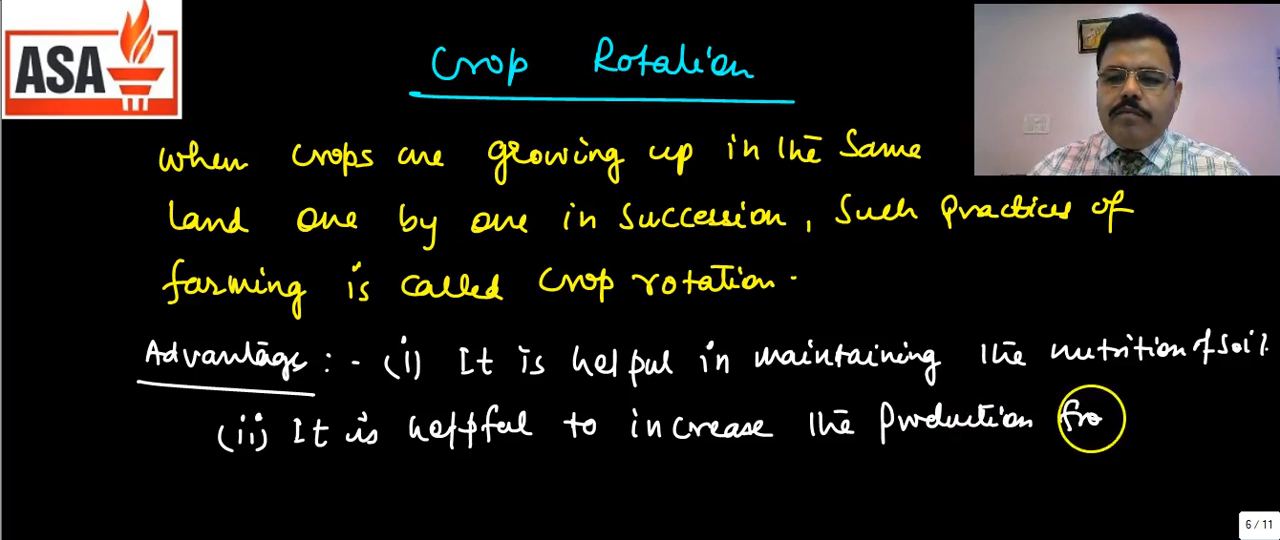 ASA
Crop Rotation
When crops are growing up in the Same
land one by one in succession, Such practices of
farming is called crop rotation.
Advantage :- (i) It is helpul in maintaining the nutrition of Soil.
(ii) It is helpful to increase the production fro
6 / 11